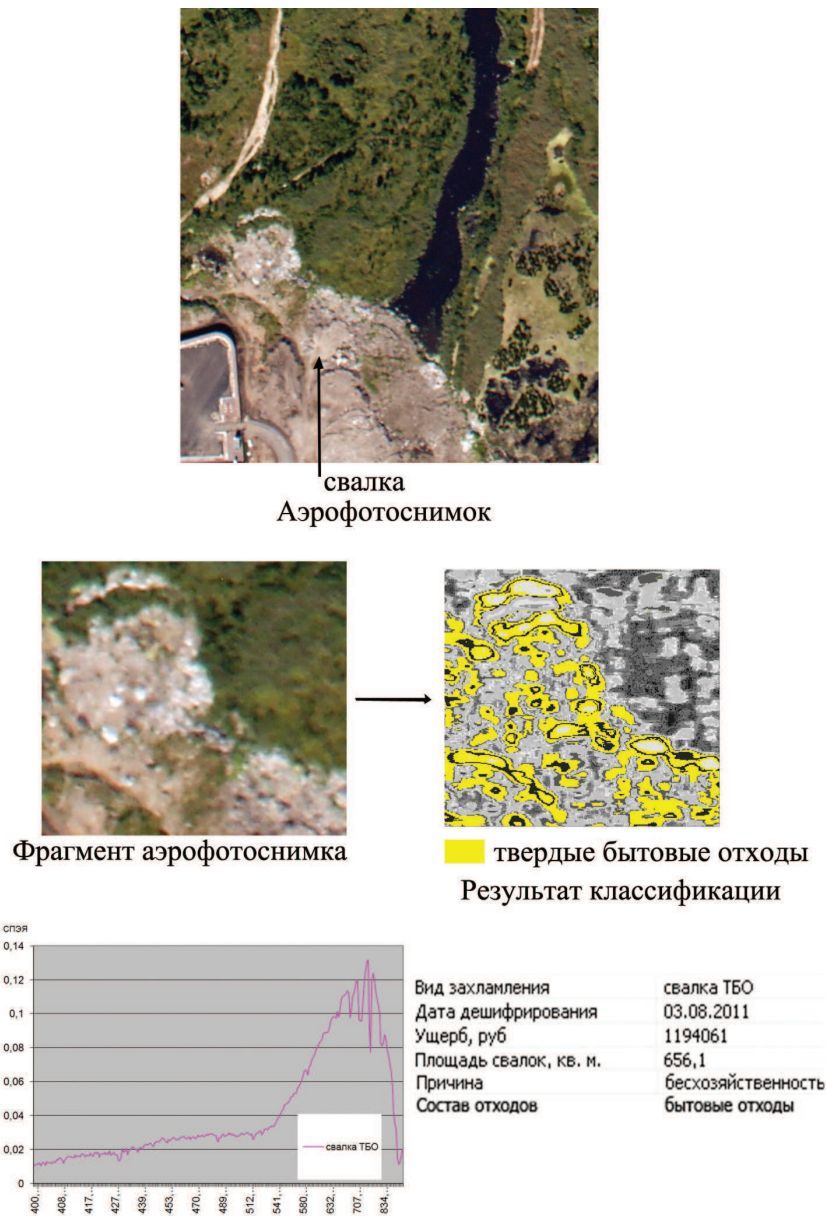 свалка
Аэрофотоснимок
Фрагмент аэрофотоснимка
твердые бытовые отходы
Результат классификации
СПЭЯ
0,14
0,12
0,1
0,08
0,06
0,04
0,02
0
свалка ТБО
400...
408...
417...
427...
439...
453...
470...
489...
512...
541...
580...
632...
707...
834...
Вид захламления свалка ТБО
Дата дешифрирования 03.08.2011
Ущерб, руб 1194061
Площадь свалок, кв. м. 656,1
Причина бесхозяйственность
Состав отходов бытовые отходы